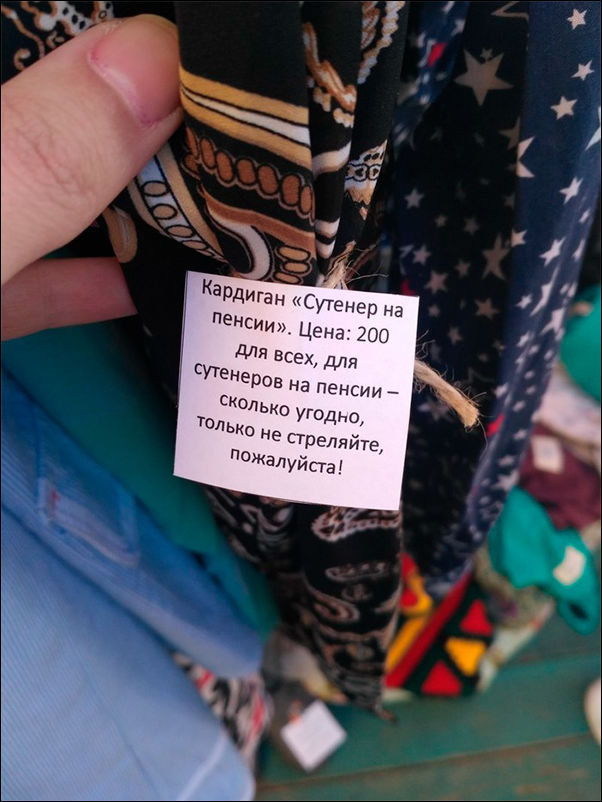 Кардиган «Сутенер на
пенсии». Цена: 200
для всех, для
сутенеров на пенсии –
сколько угодно,
только не стреляйте,
пожалуйста!